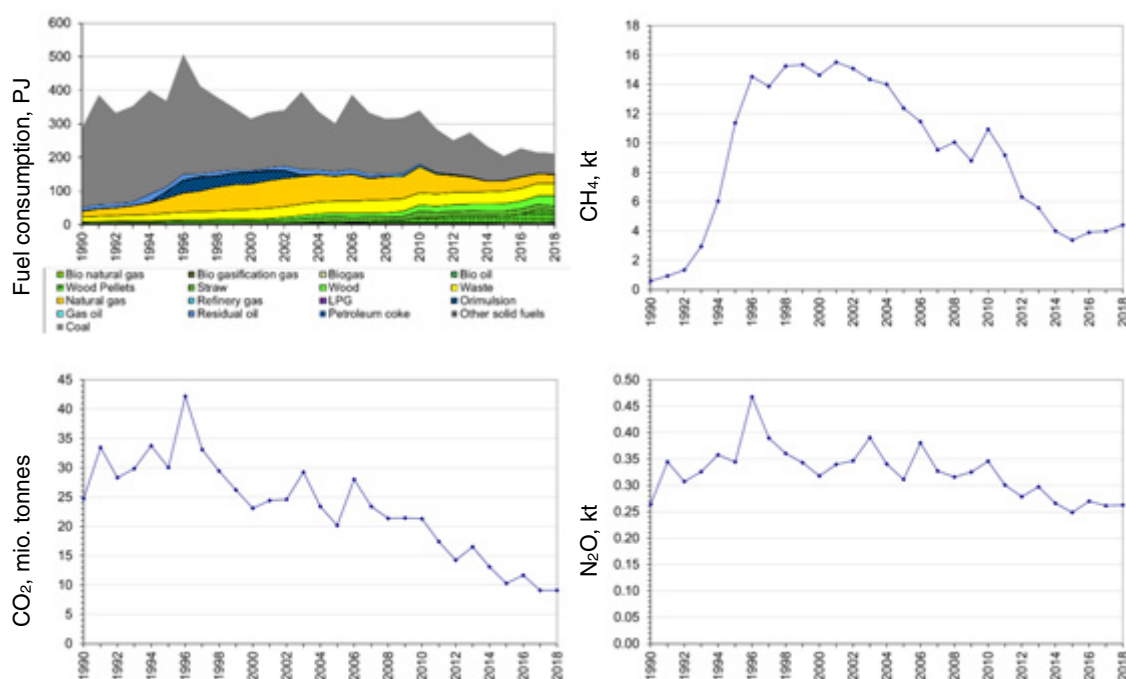 Fuel consumption, PJ
600
500
400
300
200
100
0
1990 1992 1994 1996 1998 2000 2002 2004 2006 2008 2010 2012 2014 2016 2018
Bio natural gas Bio gasification gas Biogas Bio oil
Wood Pellets Straw Wood Waste
Natural gas Refinery gas LPG Orimulsion
Gas oil Residual oil Petroleum coke Other solid fuels
Coal
CH₄, kt
18
16
14
12
10
8
6
4
2
0
1990 1992 1994 1996 1998 2000 2002 2004 2006 2008 2010 2012 2014 2016 2018
CO₂, mio. tonnes
45
40
35
30
25
20
15
10
5
0
1990 1992 1994 1996 1998 2000 2002 2004 2006 2008 2010 2012 2014 2016 2018
N₂O, kt
0.50
0.45
0.40
0.35
0.30
0.25
0.20
0.15
0.10
0.05
0.00
1990 1992 1994 1996 1998 2000 2002 2004 2006 2008 2010 2012 2014 2016 2018